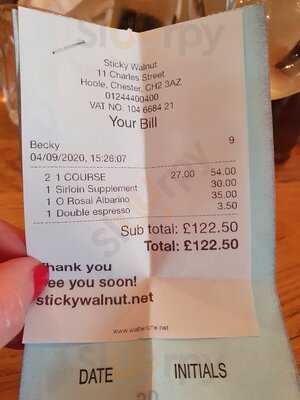 Sticky Walnut
11 Charles Street
Hoole, Chester, CH2 3AZ
01244400400
VAT NO. 104 6684 21
Your Bill
Becky 9
04/09/2020, 15:26:07
2 1 COURSE 27.00 54.00
1 Sirloin Supplement 30.00
1 O Rosal Albarino 35.00
1 Double espresso 3.50
Sub total: £122.50
Total: £122.50
Thank you
see you soon!
stickywalnut.net
DATE INITIALS